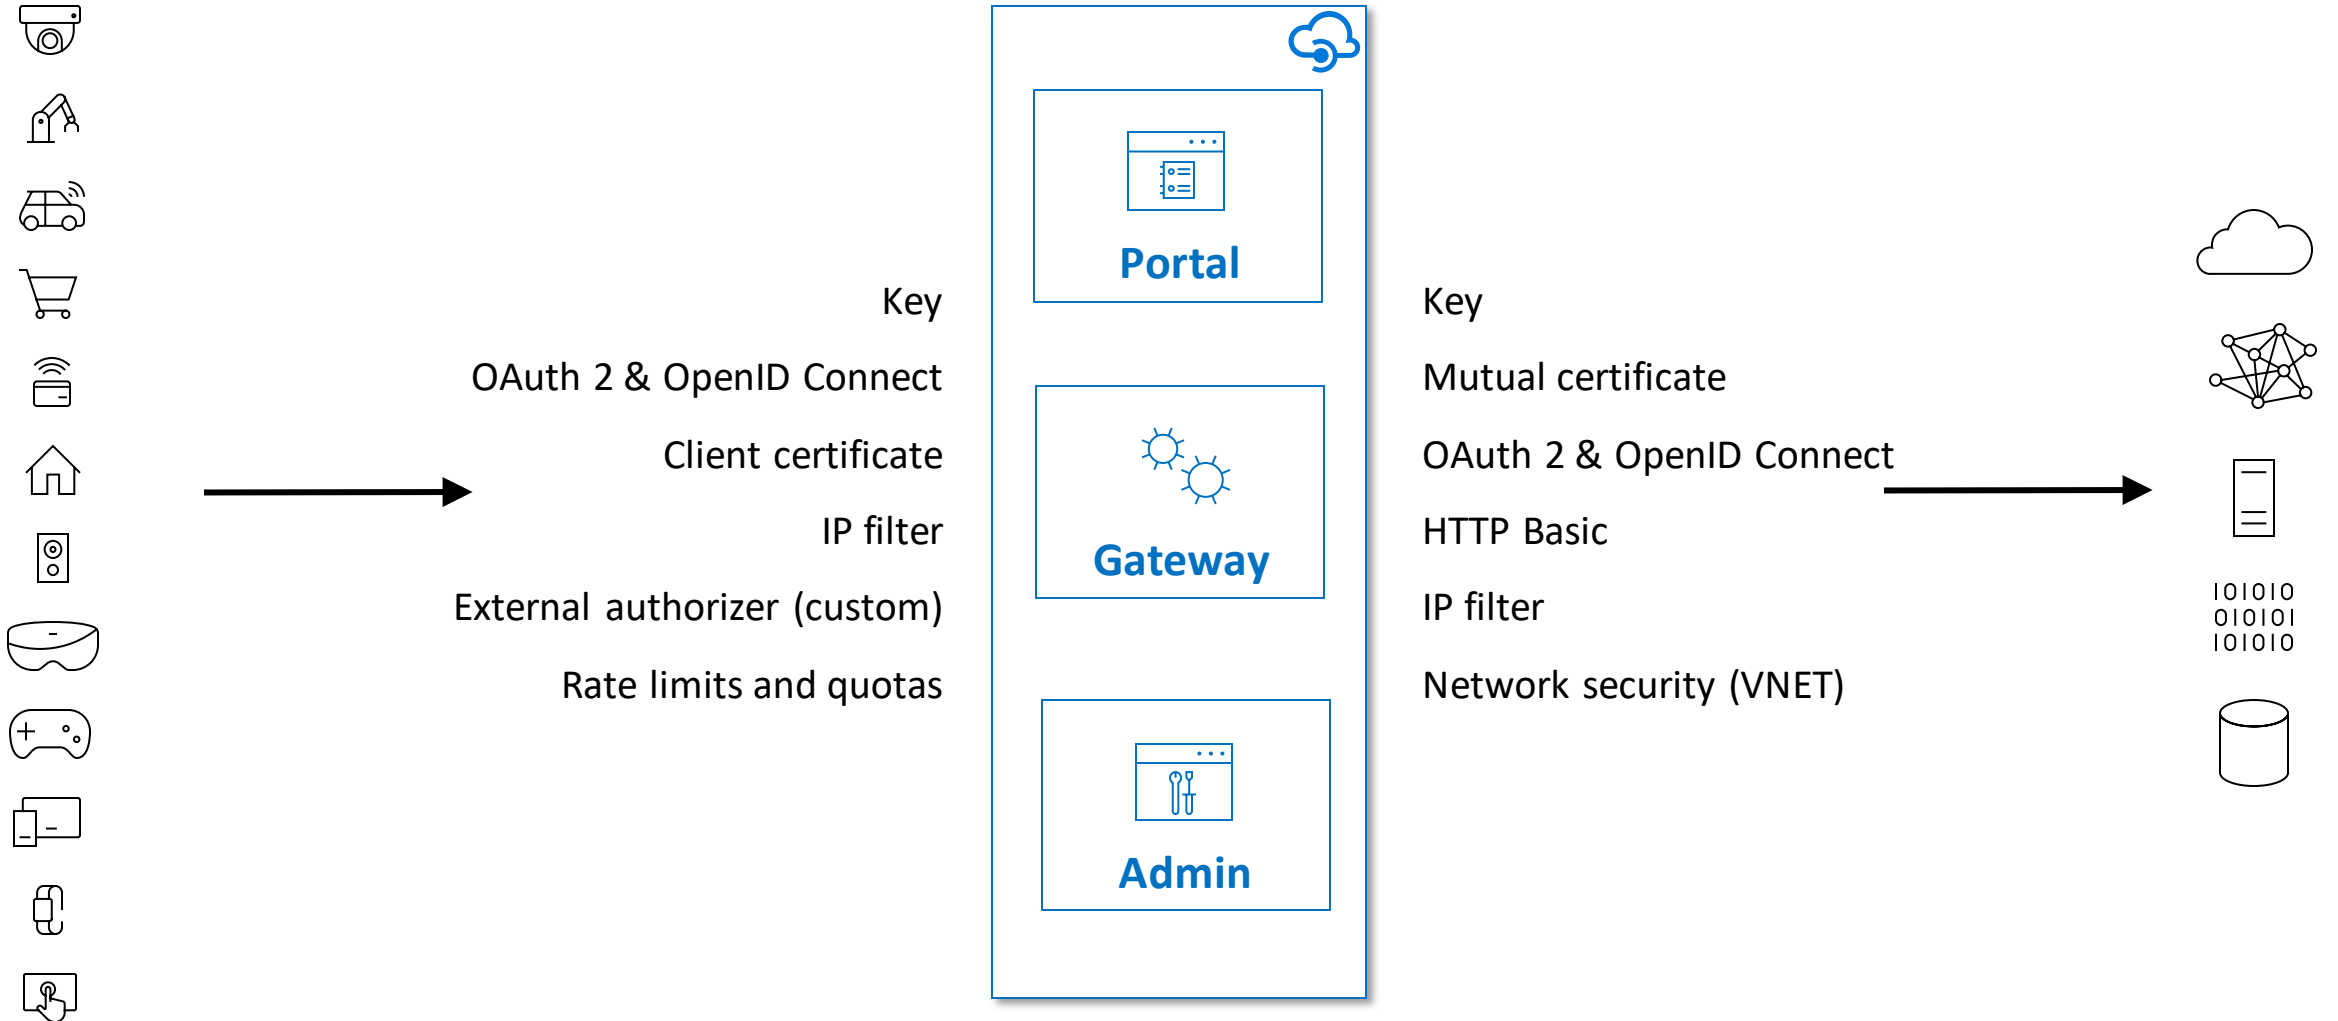 Key
OAuth 2 & OpenID Connect
Client certificate
IP filter
External authorizer (custom)
Rate limits and quotas
Portal
Gateway
Admin
Key
Mutual certificate
OAuth 2 & OpenID Connect
HTTP Basic
IP filter
Network security (VNET)
101010
010101
101010